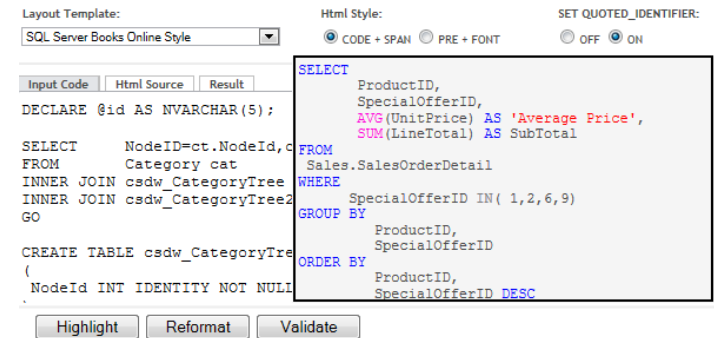 Layout Template:
Html Style:
SET QUOTED_IDENTIFIER:
SQL Server Books Online Style
CODE + SPAN PRE + FONT
OFF ON
Input Code Html Source Result
DECLARE @id AS NVARCHAR(5);
SELECT NodeID=ct.NodeId,c
FROM Category cat
INNER JOIN csdw_CategoryTree
INNER JOIN csdw_CategoryTree2
GO
CREATE TABLE csdw_CategoryTre
(
NodeId INT IDENTITY NOT NULL
SELECT
ProductID,
SpecialOfferID,
AVG(UnitPrice) AS 'Average Price',
SUM(LineTotal) AS SubTotal
FROM
Sales.SalesOrderDetail
WHERE
SpecialOfferID IN( 1,2,6,9)
GROUP BY
ProductID,
SpecialOfferID
ORDER BY
ProductID,
SpecialOfferID DESC
Highlight Reformat Validate